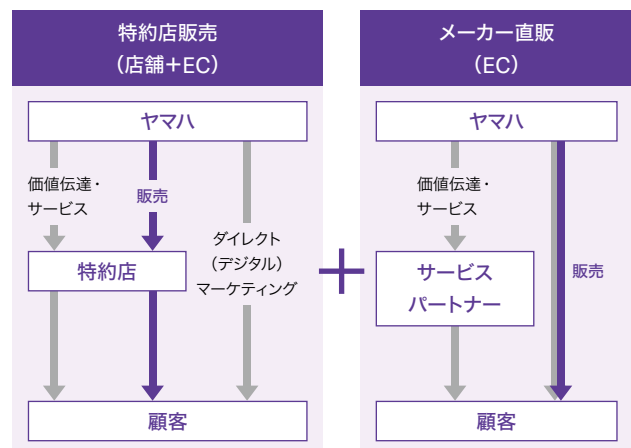 特約店販売
（店舗＋EC）
ヤマハ
価値伝達・
サービス
販売
ダイレクト
（デジタル）
マーケティング
特約店
顧客
＋
メーカー直販
（EC）
ヤマハ
価値伝達・
サービス
販売
サービス
パートナー
顧客